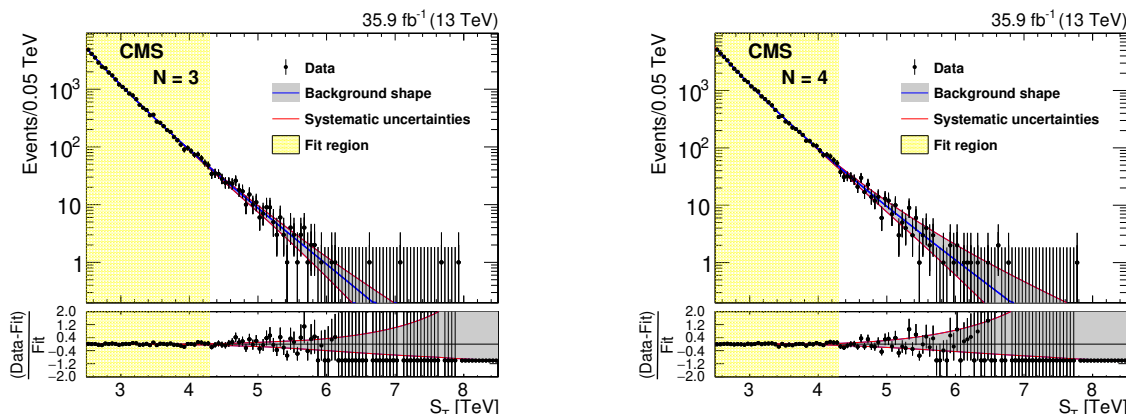 35.9 fb⁻¹ (13 TeV)
CMS
N = 3
Data
Background shape
Systematic uncertainties
Fit region
Events/0.05 TeV
10³
10²
10
1
(Data-Fit)
Fit
2.0
1.2
0.4
−0.4
−1.2
−2.0
3 4 5 6 7 8
S_T [TeV]
35.9 fb⁻¹ (13 TeV)
CMS
N = 4
Data
Background shape
Systematic uncertainties
Fit region
Events/0.05 TeV
10³
10²
10
1
(Data-Fit)
Fit
2.0
1.2
0.4
−0.4
−1.2
−2.0
3 4 5 6 7 8
S_T [TeV]